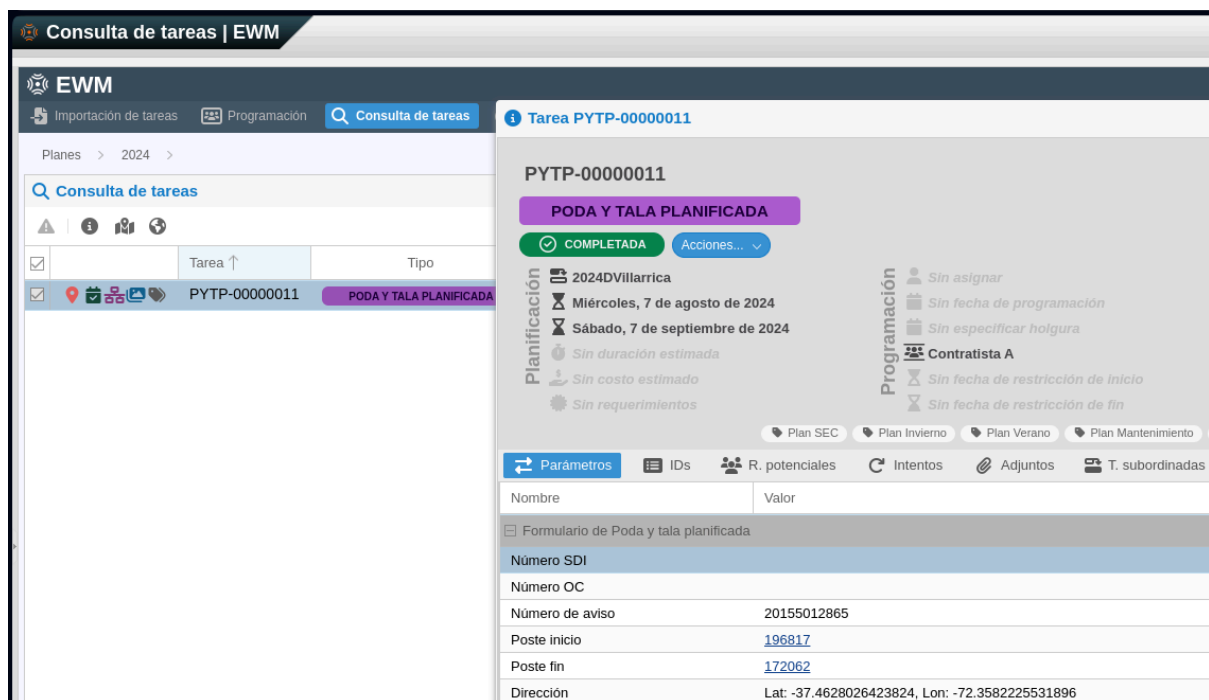 Consulta de tareas | EWM
EWM
Importación de tareas
Programación
Consulta de tareas
Planes > 2024 >
Consulta de tareas
Tarea ↑
Tipo
PYTP-00000011
PODA Y TALA PLANIFICADA
Tarea PYTP-00000011
PYTP-00000011
PODA Y TALA PLANIFICADA
COMPLETADA
Acciones...
Planificación
2024DVillarrica
Miércoles, 7 de agosto de 2024
Sábado, 7 de septiembre de 2024
Sin duración estimada
Sin costo estimado
Sin requerimientos
Programación
Sin asignar
Sin fecha de programación
Sin especificar holgura
Contratista A
Sin fecha de restricción de inicio
Sin fecha de restricción de fin
Plan SEC
Plan Invierno
Plan Verano
Plan Mantenimiento
Parámetros
IDs
R. potenciales
Intentos
Adjuntos
T. subordinadas
Nombre
Valor
Formulario de Poda y tala planificada
Número SDI
Número OC
Número de aviso 20155012865
Poste inicio 196817
Poste fin 172062
Dirección Lat: -37.4628026423824, Lon: -72.3582225531896